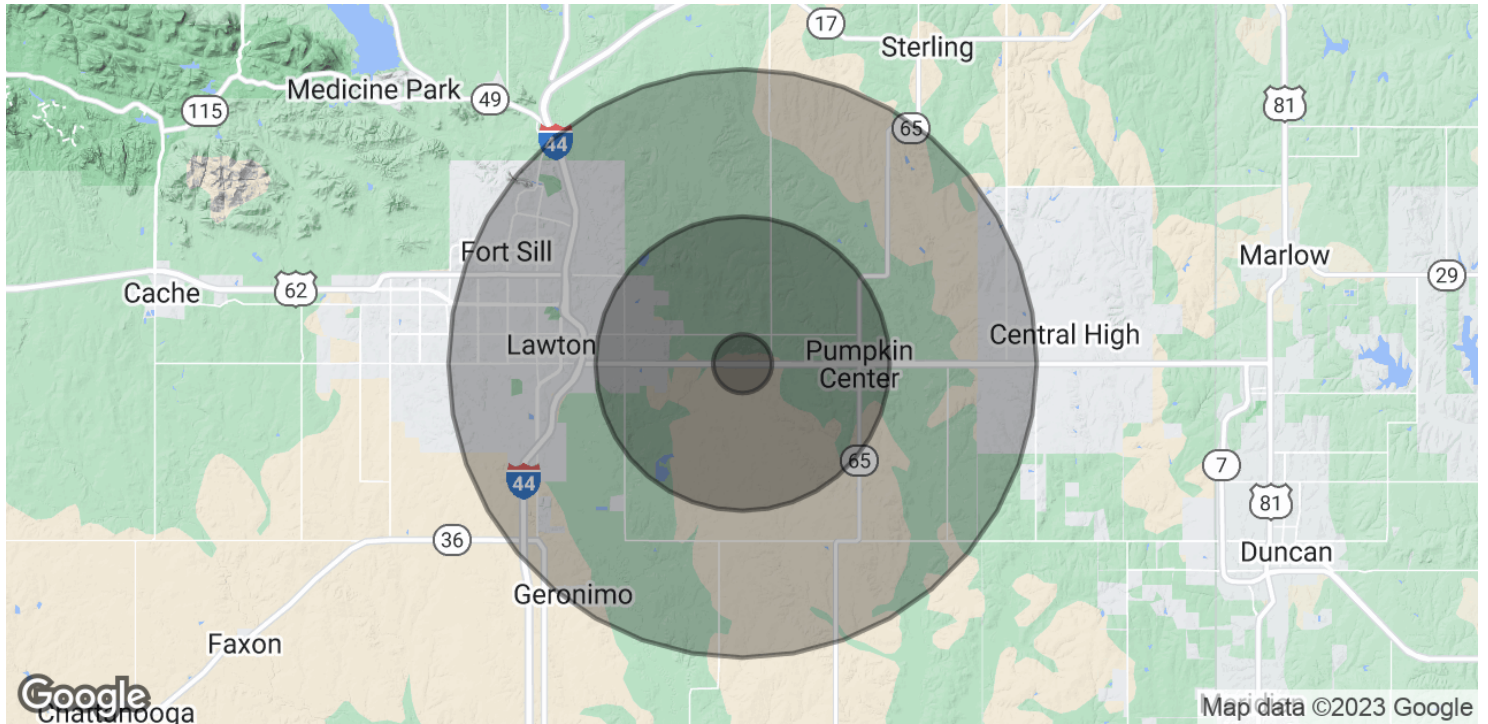 17
Sterling
Medicine Park
49
115
81
44
65
Fort Sill
Marlow
29
62
Cache
Lawton
Central High
Pumpkin
Center
65
7
44
81
36
Duncan
Geronimo
Faxon
Google
Chattanooga
Meridian
Map data ©2023 Google